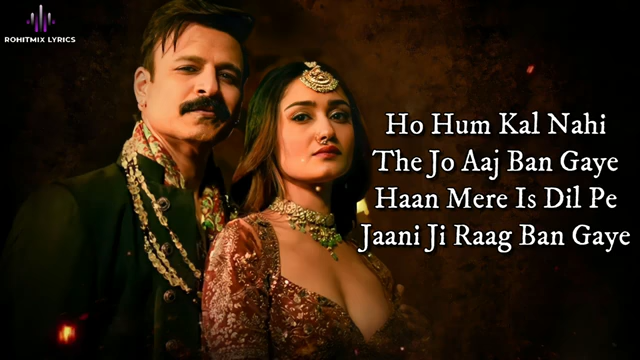 ROHITMIX LYRICS
Ho Hum Kal Nahi
The Jo Aaj Ban Gaye
Haan Mere Is Dil Pe
Jaani Ji Raag Ban Gaye